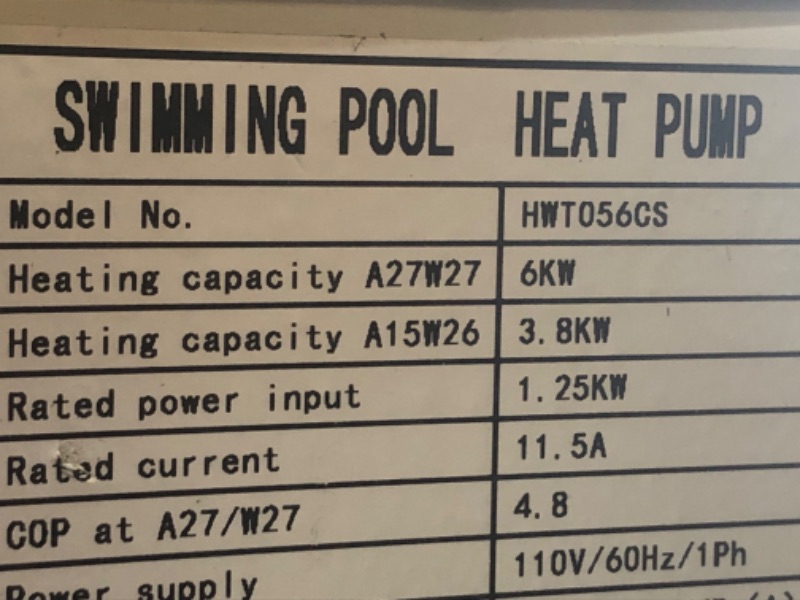 SWIMMING POOL HEAT PUMP
Model No. HWT056CS
Heating capacity A27W27 6KW
Heating capacity A15W26 3.8KW
Rated power input 1.25KW
Rated current 11.5A
COP at A27/W27 4.8
Power supply 110V/60Hz/1Ph